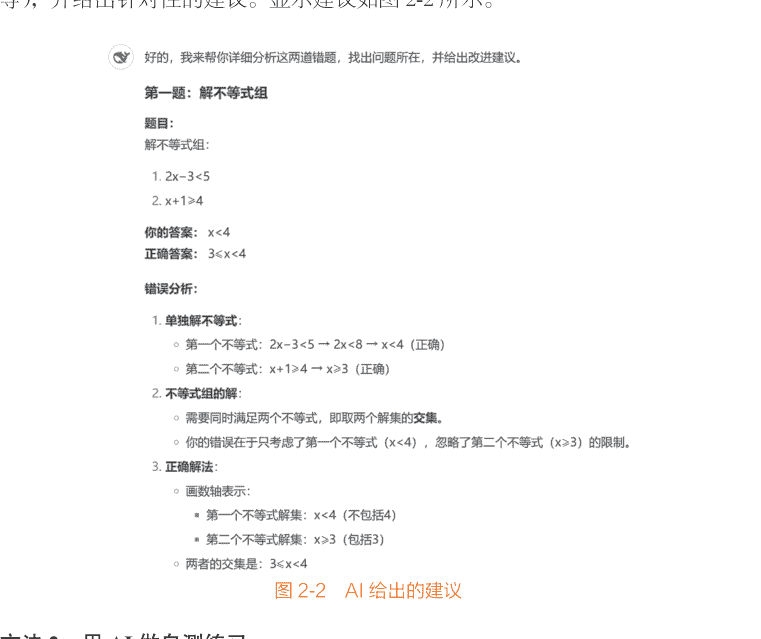 等），并给出针对性的建议。显示建议如图 2-2 所示。
好的，我来帮你详细分析这两道错题，找出问题所在，并给出改进建议。
第一题：解不等式组
题目：
解不等式组：
1. 2x−3<5
2. x+1⩾4
你的答案： x<4
正确答案： 3⩽x<4
错误分析：
1. 单独解不等式：
◦ 第一个不等式：2x−3<5 → 2x<8 → x<4（正确）
◦ 第二个不等式：x+1⩾4 → x⩾3（正确）
2. 不等式组的解：
◦ 需要同时满足两个不等式，即取两个解集的交集。
◦ 你的错误在于只考虑了第一个不等式（x<4），忽略了第二个不等式（x⩾3）的限制。
3. 正确解法：
◦ 画数轴表示：
▪ 第一个不等式解集：x<4（不包括4）
▪ 第二个不等式解集：x⩾3（包括3）
◦ 两者的交集是：3⩽x<4
图 2-2 AI 给出的建议